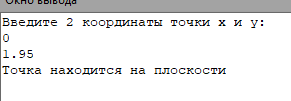 Окно вывода
Введите 2 координаты точки x и y:
0
1.95
Точка находится на плоскости